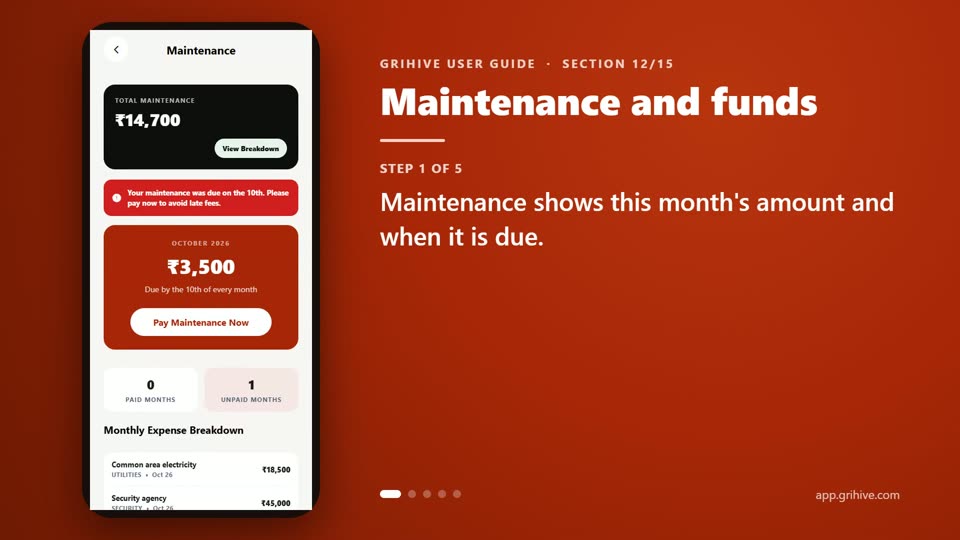 Maintenance
TOTAL MAINTENANCE
₹14,700
View Breakdown
Your maintenance was due on the 10th. Please
pay now to avoid late fees.
OCTOBER 2026
₹3,500
Due by the 10th of every month
Pay Maintenance Now
0
PAID MONTHS
1
UNPAID MONTHS
Monthly Expense Breakdown
Common area electricity
UTILITIES • Oct 26
₹18,500
Security agency
SECURITY • Oct 26
₹45,000
GRIHIVE USER GUIDE · SECTION 12/15
Maintenance and funds
STEP 1 OF 5
Maintenance shows this month's amount and
when it is due.
app.grihive.com